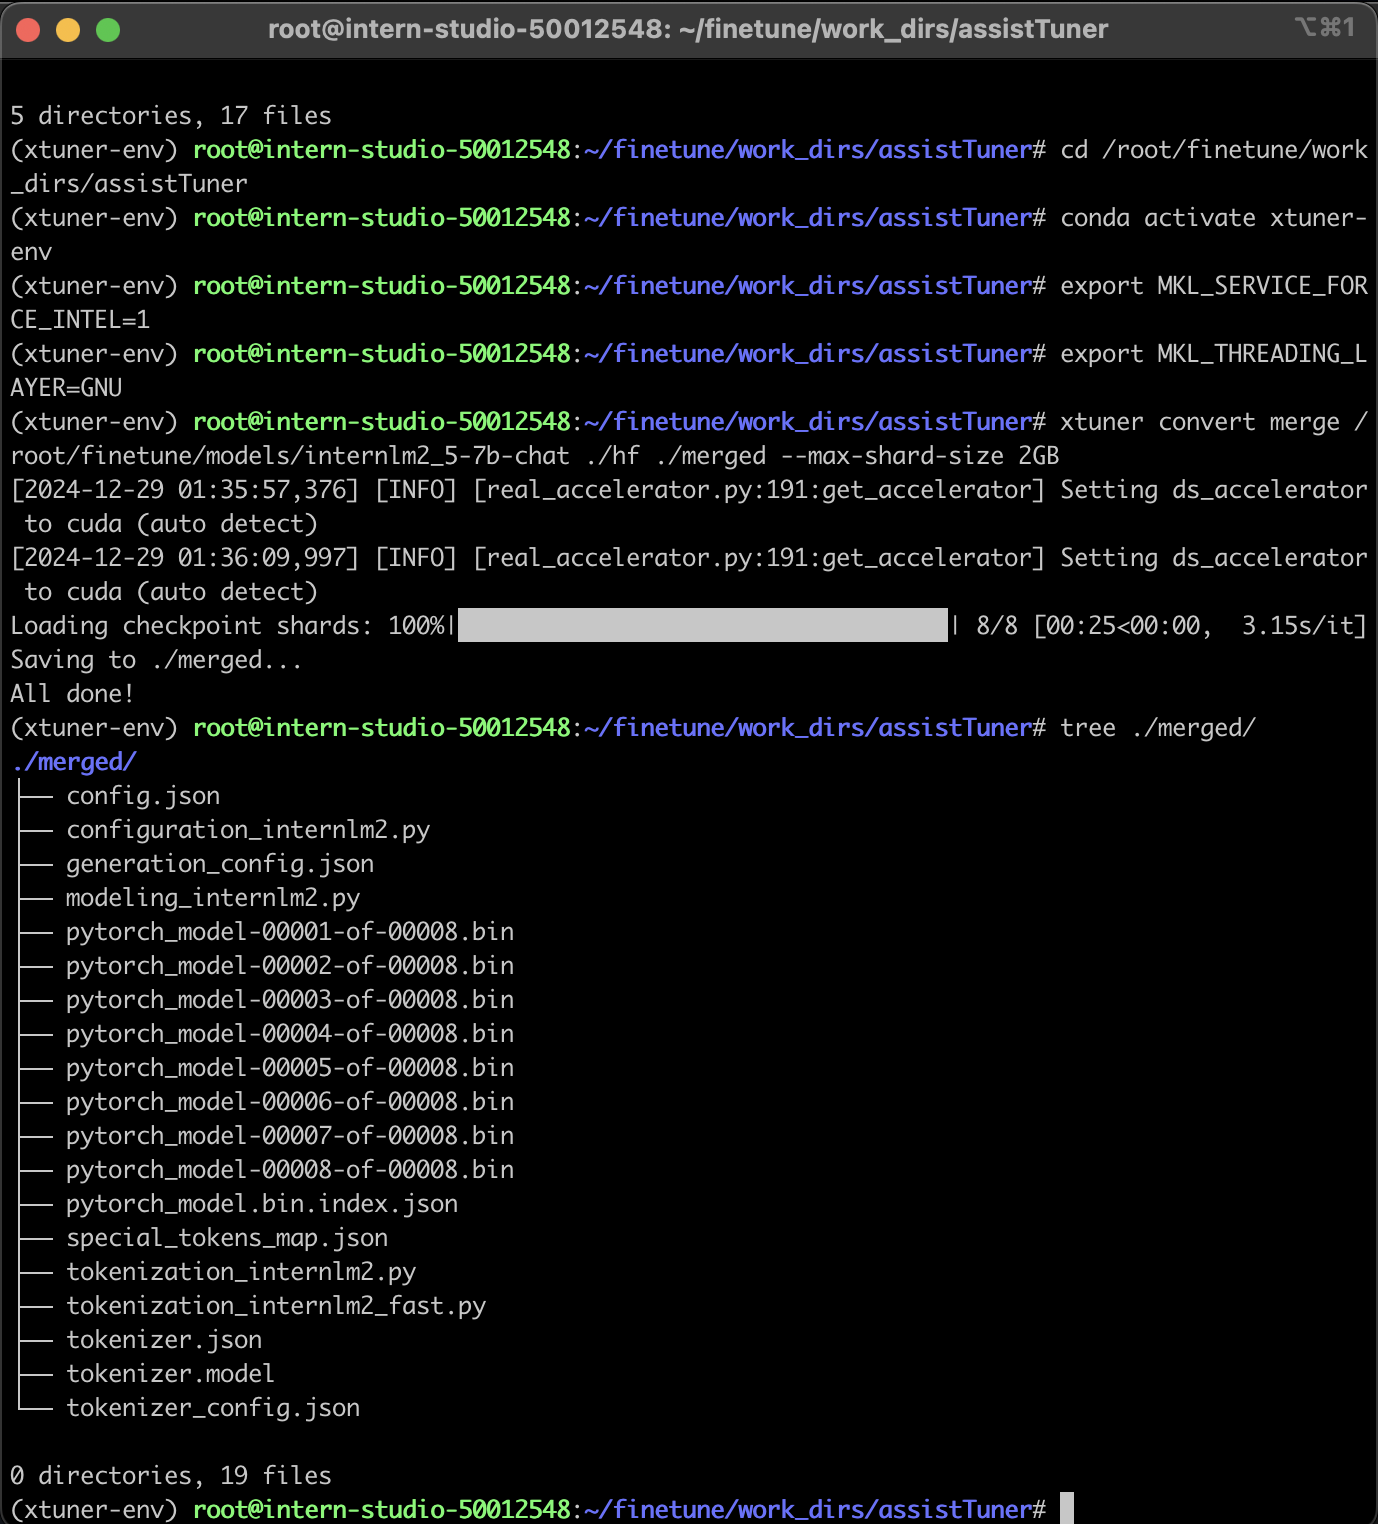 root@intern-studio-50012548: ~/finetune/work_dirs/assistTuner ⌥⌘1
5 directories, 17 files
(xtuner-env) root@intern-studio-50012548:~/finetune/work_dirs/assistTuner# cd /root/finetune/work
_dirs/assistTuner
(xtuner-env) root@intern-studio-50012548:~/finetune/work_dirs/assistTuner# conda activate xtuner-
env
(xtuner-env) root@intern-studio-50012548:~/finetune/work_dirs/assistTuner# export MKL_SERVICE_FOR
CE_INTEL=1
(xtuner-env) root@intern-studio-50012548:~/finetune/work_dirs/assistTuner# export MKL_THREADING_L
AYER=GNU
(xtuner-env) root@intern-studio-50012548:~/finetune/work_dirs/assistTuner# xtuner convert merge /
root/finetune/models/internlm2_5-7b-chat ./hf ./merged --max-shard-size 2GB
[2024-12-29 01:35:57,376] [INFO] [real_accelerator.py:191:get_accelerator] Setting ds_accelerator
 to cuda (auto detect)
[2024-12-29 01:36:09,997] [INFO] [real_accelerator.py:191:get_accelerator] Setting ds_accelerator
 to cuda (auto detect)
Loading checkpoint shards: 100%|██████████| 8/8 [00:25<00:00,  3.15s/it]
Saving to ./merged...
All done!
(xtuner-env) root@intern-studio-50012548:~/finetune/work_dirs/assistTuner# tree ./merged/
./merged/
├── config.json
├── configuration_internlm2.py
├── generation_config.json
├── modeling_internlm2.py
├── pytorch_model-00001-of-00008.bin
├── pytorch_model-00002-of-00008.bin
├── pytorch_model-00003-of-00008.bin
├── pytorch_model-00004-of-00008.bin
├── pytorch_model-00005-of-00008.bin
├── pytorch_model-00006-of-00008.bin
├── pytorch_model-00007-of-00008.bin
├── pytorch_model-00008-of-00008.bin
├── pytorch_model.bin.index.json
├── special_tokens_map.json
├── tokenization_internlm2.py
├── tokenization_internlm2_fast.py
├── tokenizer.json
├── tokenizer.model
└── tokenizer_config.json
0 directories, 19 files
(xtuner-env) root@intern-studio-50012548:~/finetune/work_dirs/assistTuner#